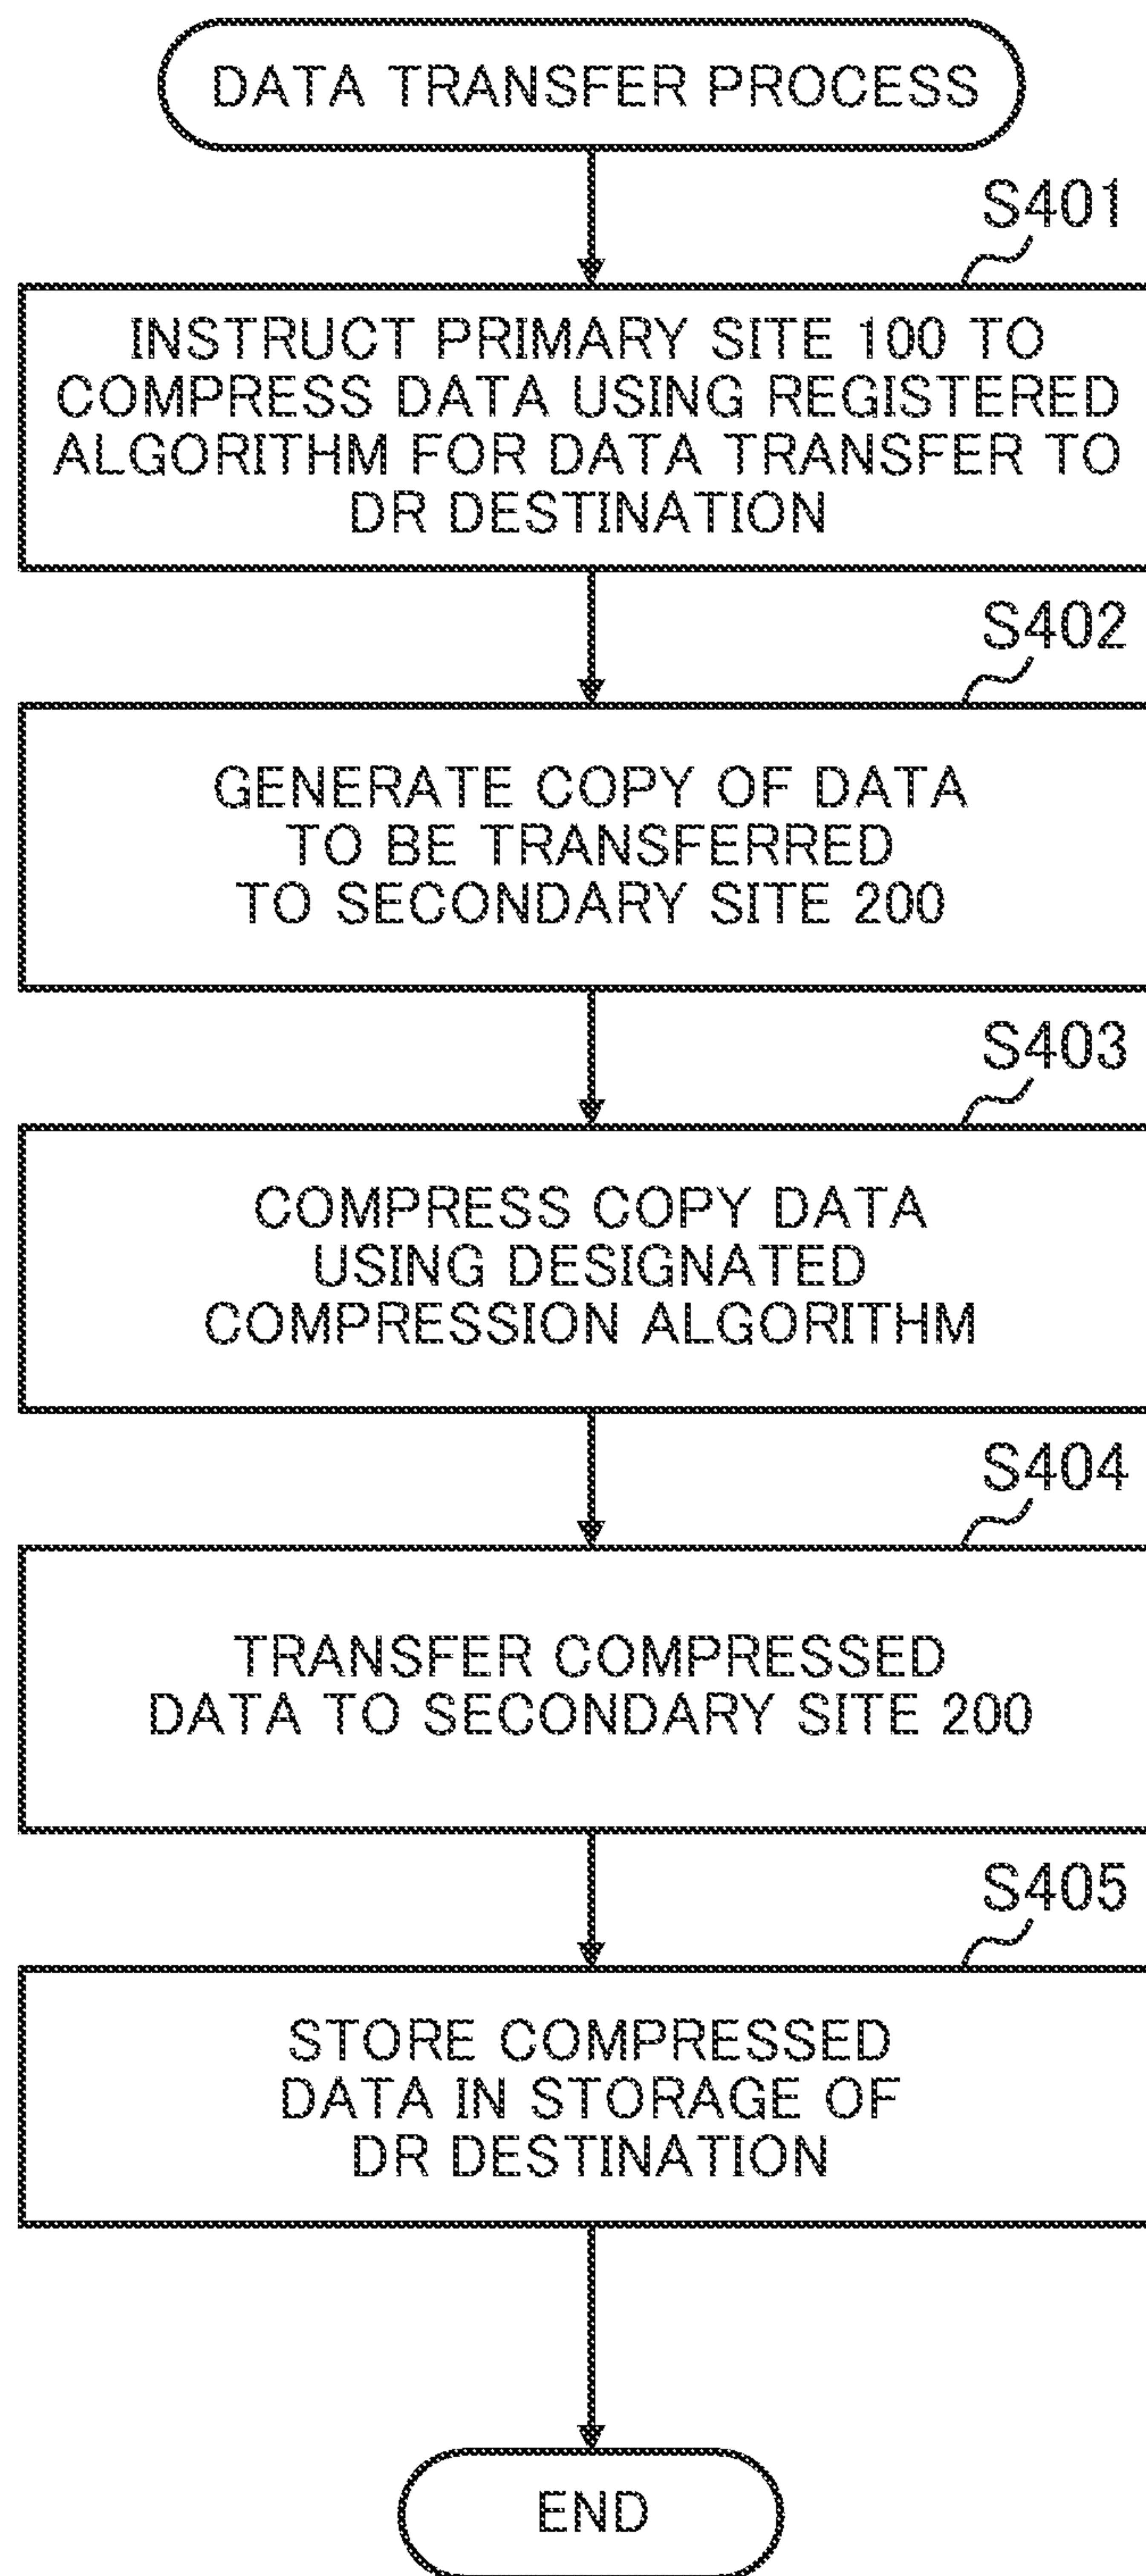 DATA TRANSFER PROCESS
S401
INSTRUCT PRIMARY SITE 100 TO
COMPRESS DATA USING REGISTERED
ALGORITHM FOR DATA TRANSFER TO
DR DESTINATION
S402
GENERATE COPY OF DATA
TO BE TRANSFERRED
TO SECONDARY SITE 200
S403
COMPRESS COPY DATA
USING DESIGNATED
COMPRESSION ALGORITHM
S404
TRANSFER COMPRESSED
DATA TO SECONDARY SITE 200
S405
STORE COMPRESSED
DATA IN STORAGE OF
DR DESTINATION
END